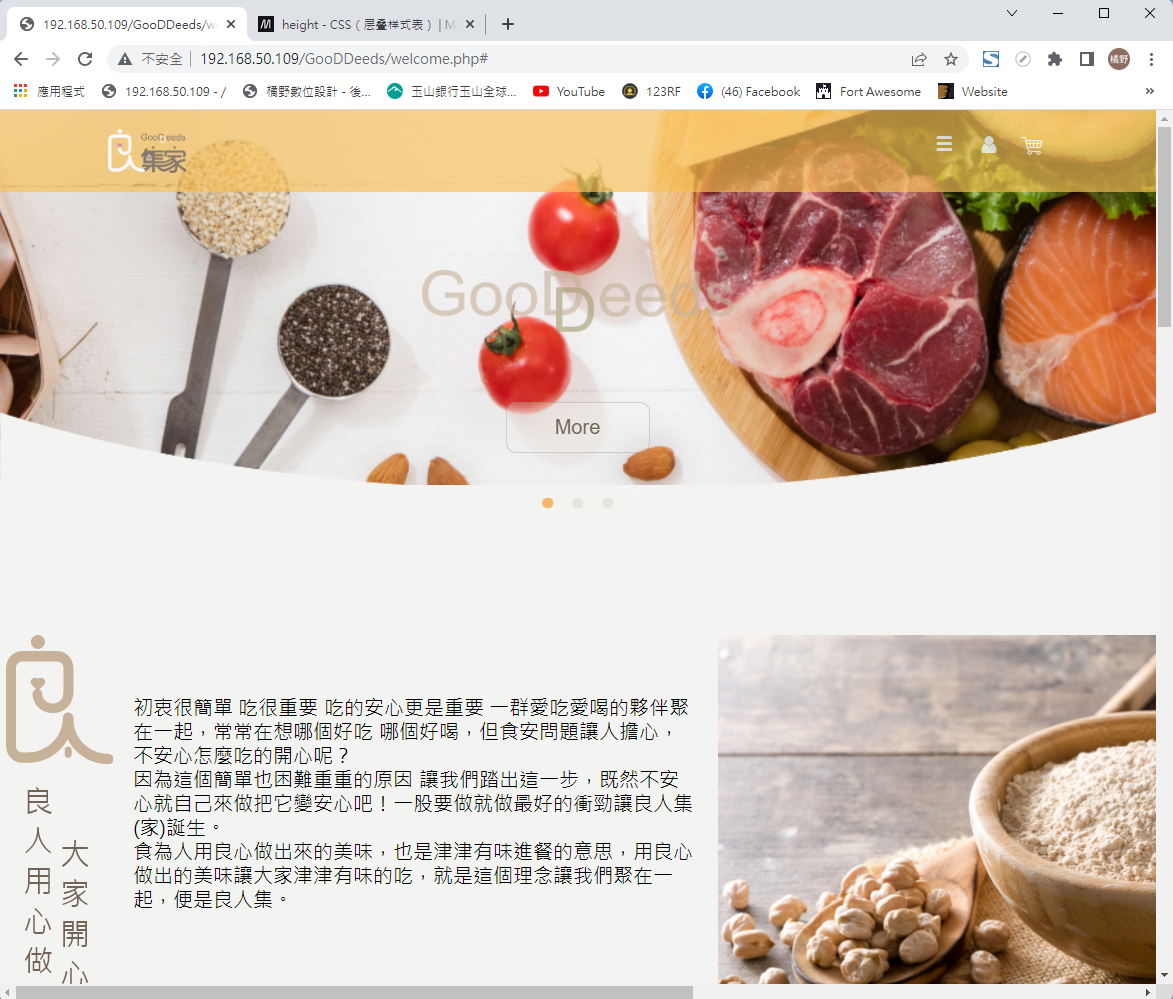 192.168.50.109/GooDDeeds/w
height - CSS（层叠样式表）| M
不安全
192.168.50.109/GooDDeeds/welcome.php#
橘野
應用程式
192.168.50.109 - /
橘野數位設計 - 後...
玉山銀行玉山全球...
YouTube
123RF
(46) Facebook
Fort Awesome
Website
GooDDeeds
集家
GooDDeeds
More
初衷很簡單 吃很重要 吃的安心更是重要 一群愛吃愛喝的夥伴聚
在一起，常常在想哪個好吃 哪個好喝，但食安問題讓人擔心，
不安心怎麼吃的開心呢？
因為這個簡單也困難重重的原因 讓我們踏出這一步，既然不安
心就自己來做把它變安心吧！一股要做就做最好的衝勁讓良人集
(家)誕生。
食為人用良心做出來的美味，也是津津有味進餐的意思，用良心
做出的美味讓大家津津有味的吃，就是這個理念讓我們聚在一
起，便是良人集。
良人用心做
大家開心